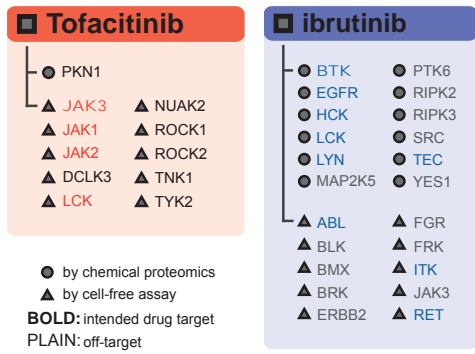 Tofacitinib
PKN1
JAK3
JAK1
JAK2
DCLK3
LCK
NUAK2
ROCK1
ROCK2
TNK1
TYK2
by chemical proteomics
by cell-free assay
BOLD: intended drug target
PLAIN: off-target
ibrutinib
BTK
EGFR
HCK
LCK
LYN
MAP2K5
PTK6
RIPK2
RIPK3
SRC
TEC
YES1
ABL
BLK
BMX
BRK
ERBB2
FGR
FRK
ITK
JAK3
RET